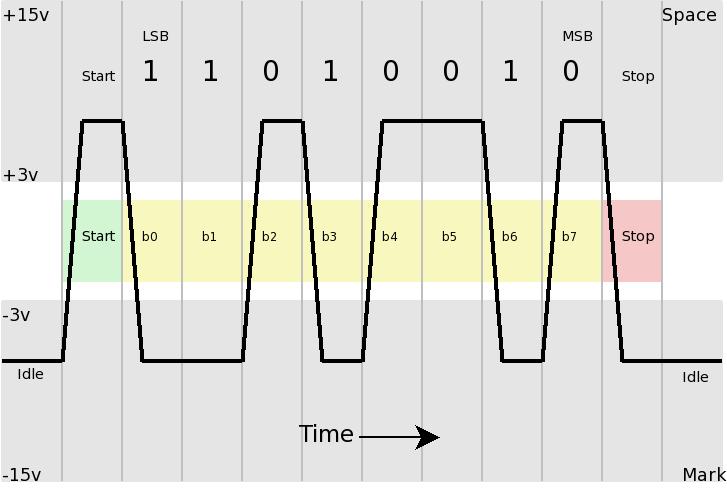 +15v Space
LSB MSB
Start 1 1 0 1 0 0 1 0 Stop
+3v
Start b0 b1 b2 b3 b4 b5 b6 b7 Stop
-3v
Idle Idle
Time
-15v Mark